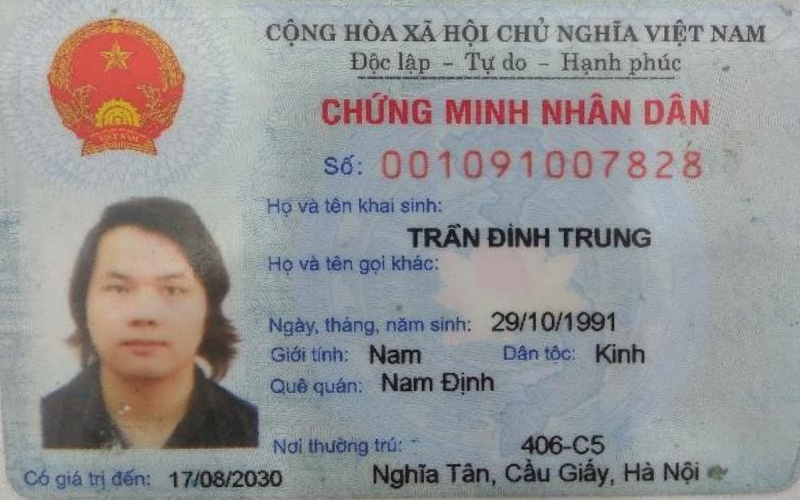 CỘNG HÒA XÃ HỘI CHỦ NGHĨA VIỆT NAM
Độc lập – Tự do – Hạnh phúc
CHỨNG MINH NHÂN DÂN
Số: 001091007828
Họ và tên khai sinh:
TRẦN ĐÌNH TRUNG
Họ và tên gọi khác:
Ngày, tháng, năm sinh: 29/10/1991
Giới tính: Nam Dân tộc: Kinh
Quê quán: Nam Định
Nơi thường trú: 406-C5
Nghĩa Tân, Cầu Giấy, Hà Nội
Có giá trị đến: 17/08/2030